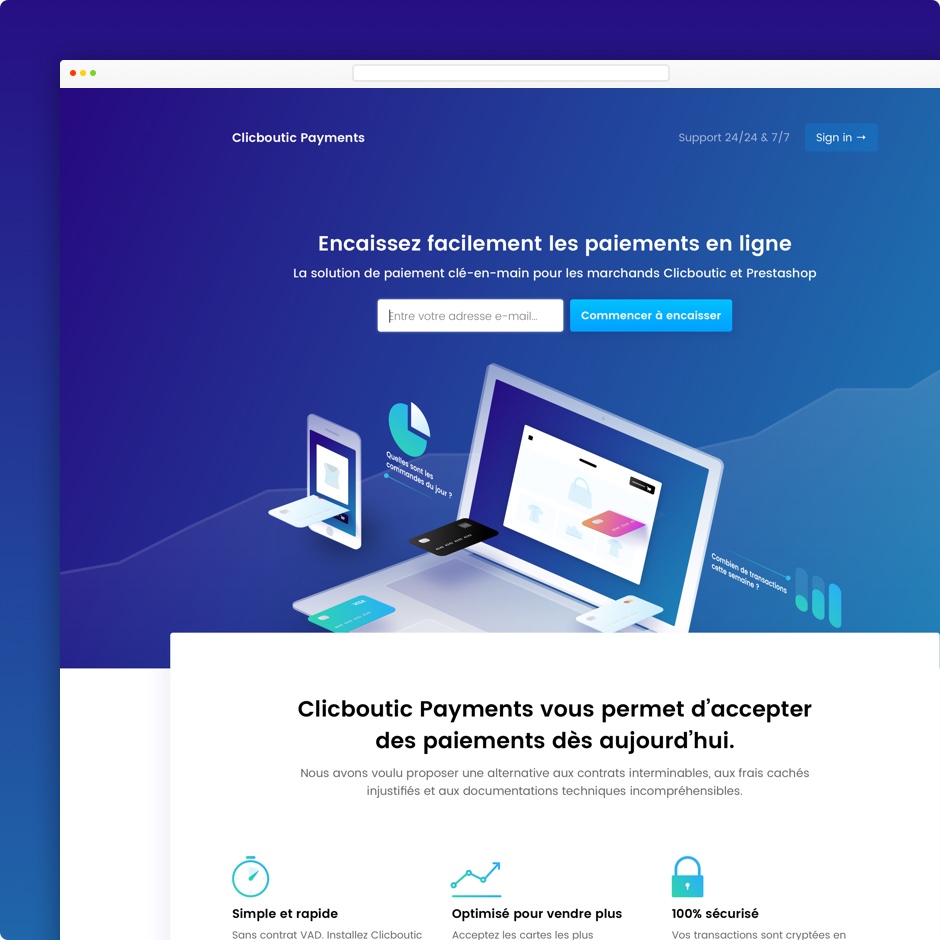 Clicboutic Payments
Support 24/24 & 7/7
Sign in →
Encaissez facilement les paiements en ligne
La solution de paiement clé-en-main pour les marchands Clicboutic et Prestashop
Entre votre adresse e-mail...
Commencer à encaisser
Quelles sont les
commandes du jour ?
Combien de transactions
cette semaine ?
VISA
Clicboutic Payments vous permet d’accepter
des paiements dès aujourd’hui.
Nous avons voulu proposer une alternative aux contrats interminables, aux frais cachés
injustifiés et aux documentations techniques incompréhensibles.
Simple et rapide
Sans contrat VAD. Installez Clicboutic
Optimisé pour vendre plus
Acceptez les cartes les plus
100% sécurisé
Vos transactions sont cryptées en